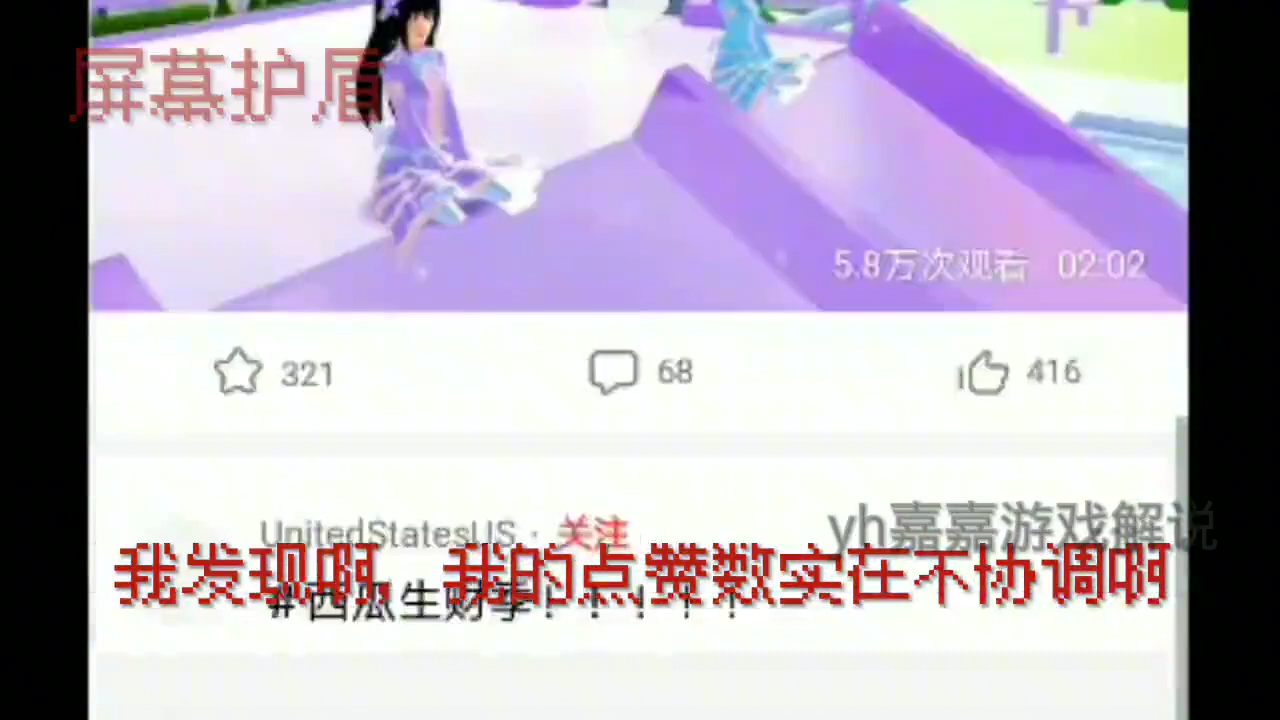 屏幕护盾
5.8万次观看 02:02
321
68
416
UnitedStatesUS · 关注
yh嘉嘉游戏解说
我发现啊，我的点赞数实在不协调啊
#西瓜生财季！！！！！